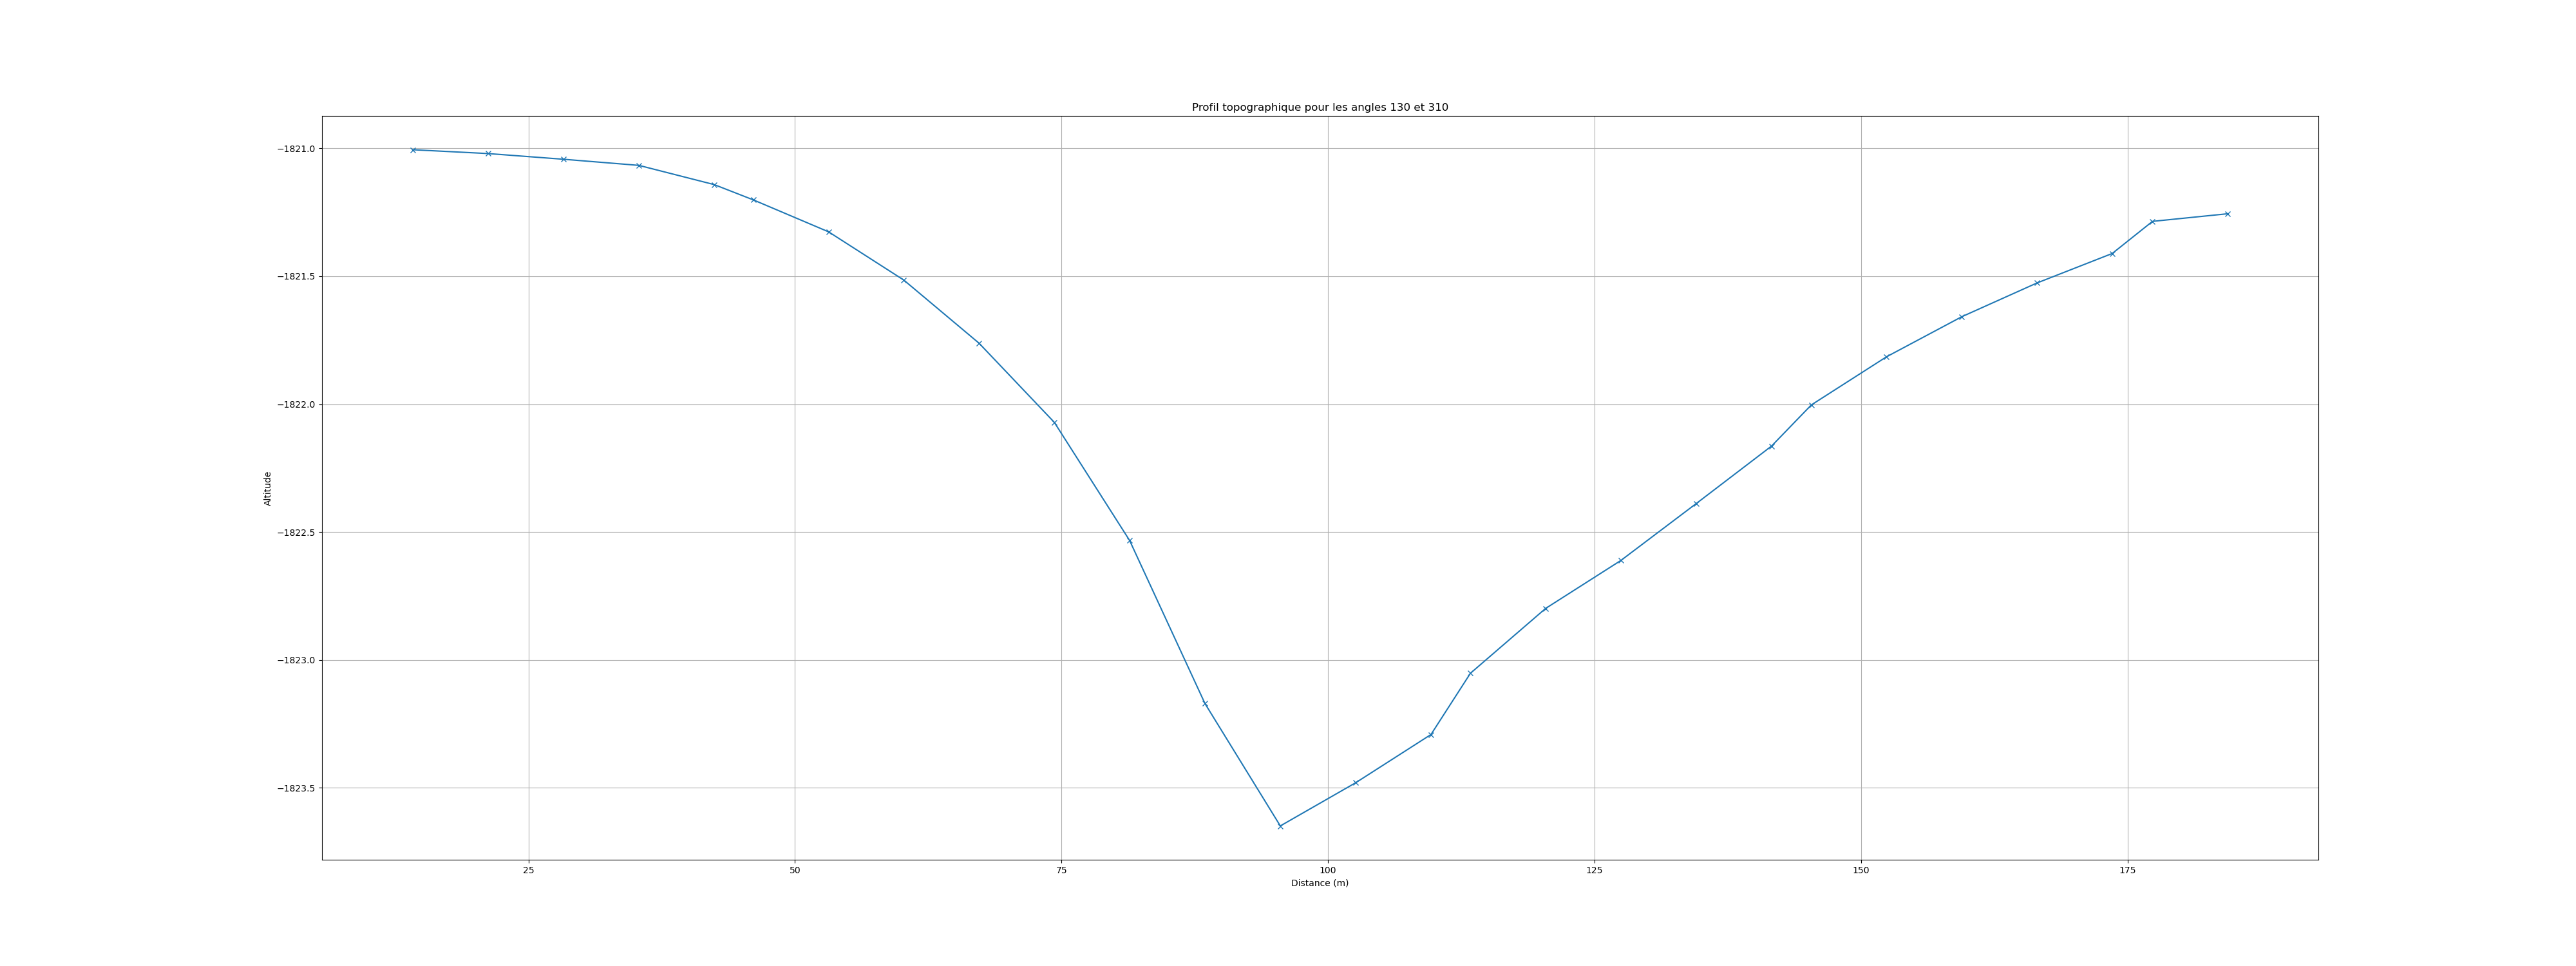 Profil topographique pour les angles 130 et 310
−1821.0
−1821.5
−1822.0
−1822.5
−1823.0
−1823.5
Altitude
25 50 75 100 125 150 175
Distance (m)